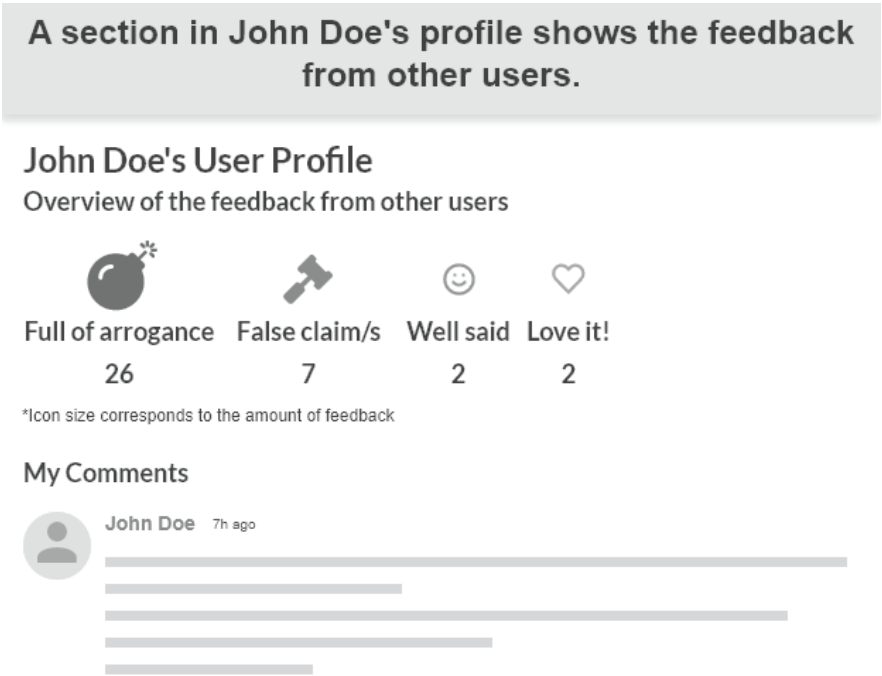 A section in John Doe's profile shows the feedback
from other users.
John Doe's User Profile
Overview of the feedback from other users
Full of arrogance False claim/s Well said Love it!
26 7 2 2
*Icon size corresponds to the amount of feedback
My Comments
John Doe 7h ago